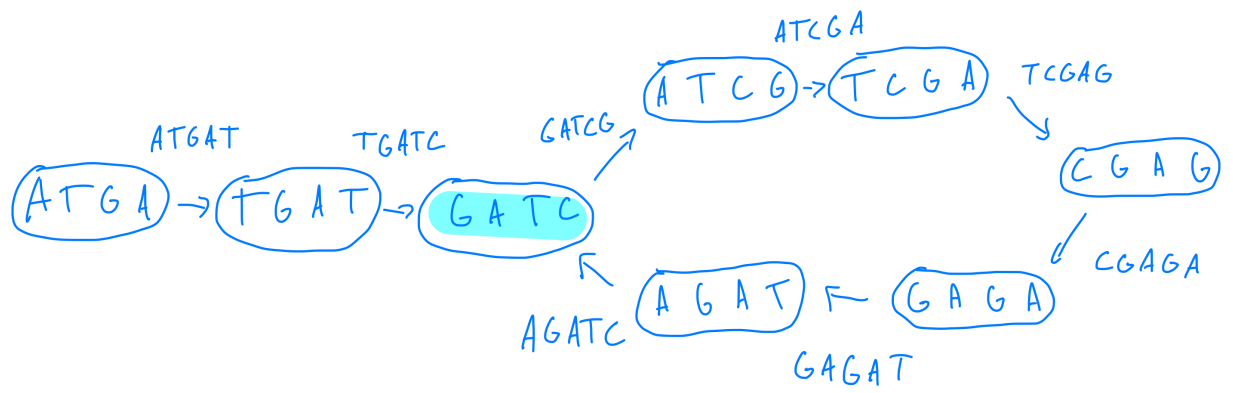 ATCGA
ATCG
TCGA
TCGAG
ATGAT
TGATC
GATCG
CGAG
ATGA
TGAT
GATC
CGAGA
AGAT
GAGA
AGATC
GAGAT